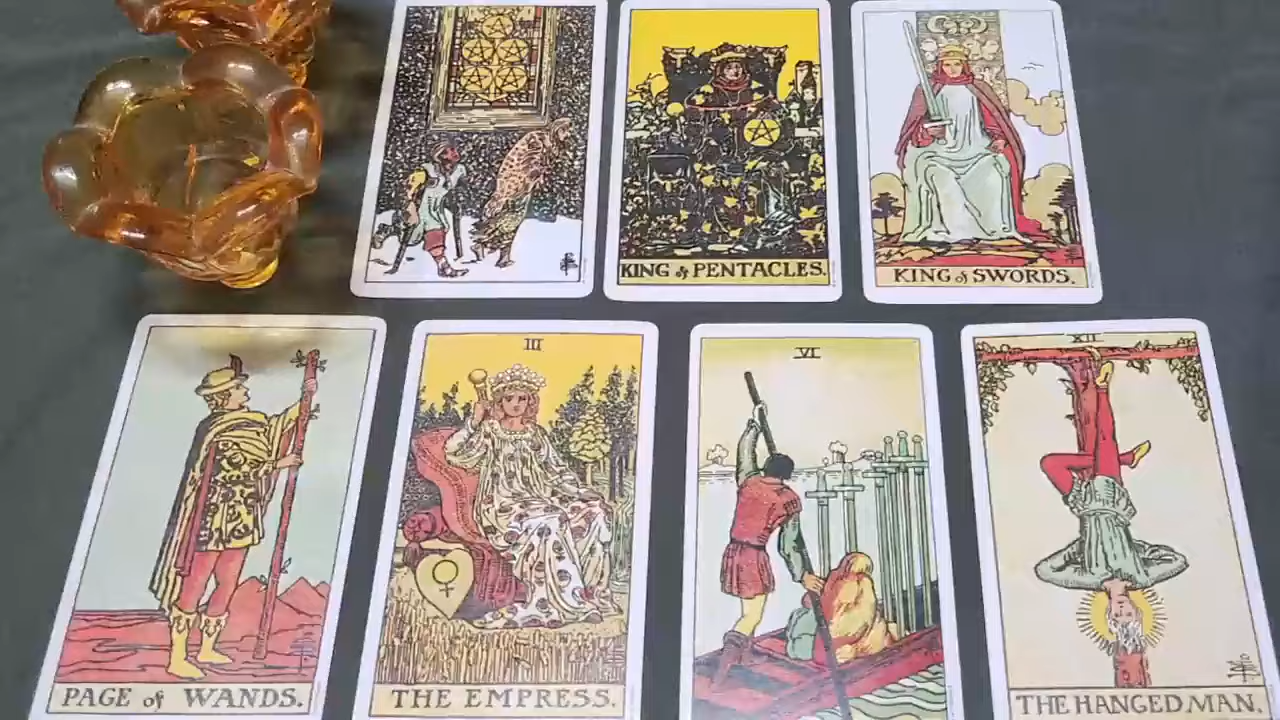 KING of PENTACLES.
KING of SWORDS.
PAGE of WANDS.
III
THE EMPRESS.
VI
XII
THE HANGED MAN.